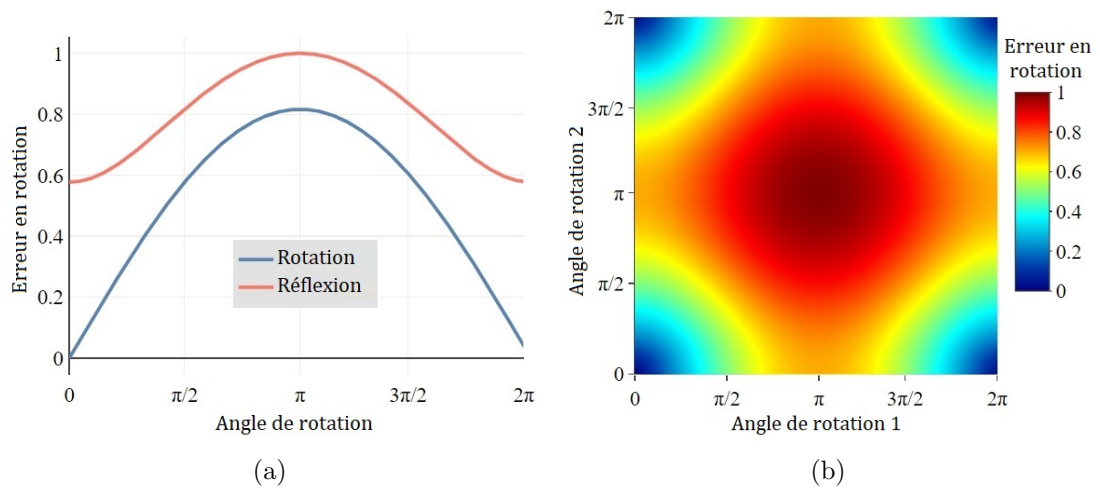 1
0.8
0.6
0.4
0.2
0
Erreur en rotation
Rotation
Réflexion
0 π/2 π 3π/2 2π
Angle de rotation
(a)
2π
3π/2
π
π/2
0
Angle de rotation 2
0 π/2 π 3π/2 2π
Angle de rotation 1
Erreur en
rotation
1
0.8
0.6
0.4
0.2
0
(b)